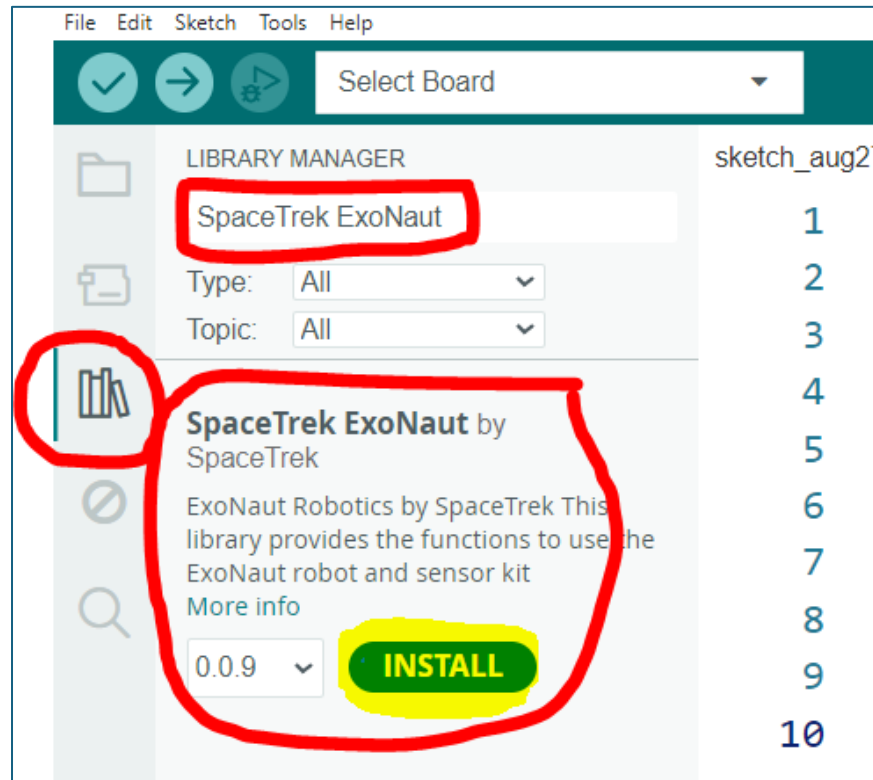 File Edit Sketch Tools Help
Select Board
LIBRARY MANAGER
sketch_aug2
SpaceTrek ExoNaut
1
Type: All
2
Topic: All
3
4
SpaceTrek ExoNaut by
SpaceTrek
5
ExoNaut Robotics by SpaceTrek This
6
library provides the functions to use the
ExoNaut robot and sensor kit
7
More info
8
0.0.9 INSTALL
9
10